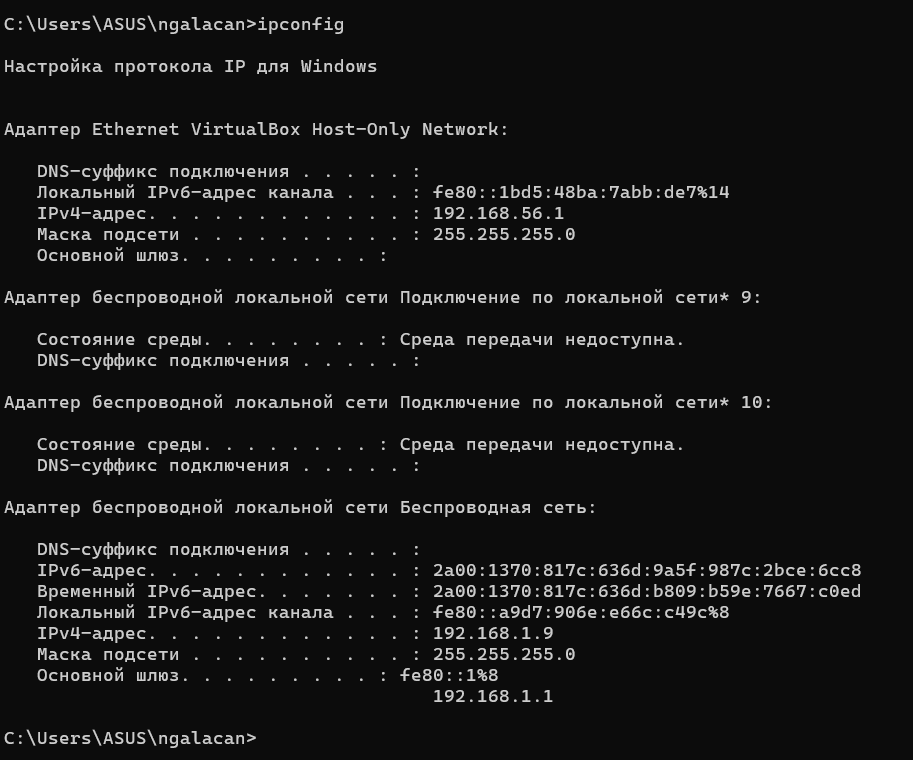 C:\Users\ASUS\ngalacan>ipconfig
Настройка протокола IP для Windows
Адаптер Ethernet VirtualBox Host-Only Network:
DNS-суффикс подключения . . . . . :
Локальный IPv6-адрес канала . . . : fe80::1bd5:48ba:7abb:de7%14
IPv4-адрес. . . . . . . . . . . . : 192.168.56.1
Маска подсети . . . . . . . . . . : 255.255.255.0
Основной шлюз. . . . . . . . . :
Адаптер беспроводной локальной сети Подключение по локальной сети* 9:
Состояние среды. . . . . . . . : Среда передачи недоступна.
DNS-суффикс подключения . . . . . :
Адаптер беспроводной локальной сети Подключение по локальной сети* 10:
Состояние среды. . . . . . . . : Среда передачи недоступна.
DNS-суффикс подключения . . . . . :
Адаптер беспроводной локальной сети Беспроводная сеть:
DNS-суффикс подключения . . . . . :
IPv6-адрес. . . . . . . . . . . . : 2a00:1370:817c:636d:9a5f:987c:2bce:6cc8
Временный IPv6-адрес. . . . . . . : 2a00:1370:817c:636d:b809:b59e:7667:c0ed
Локальный IPv6-адрес канала . . . : fe80::a9d7:906e:e66c:c49c%8
IPv4-адрес. . . . . . . . . . . . : 192.168.1.9
Маска подсети . . . . . . . . . . : 255.255.255.0
Основной шлюз. . . . . . . . . : fe80::1%8
192.168.1.1
C:\Users\ASUS\ngalacan>